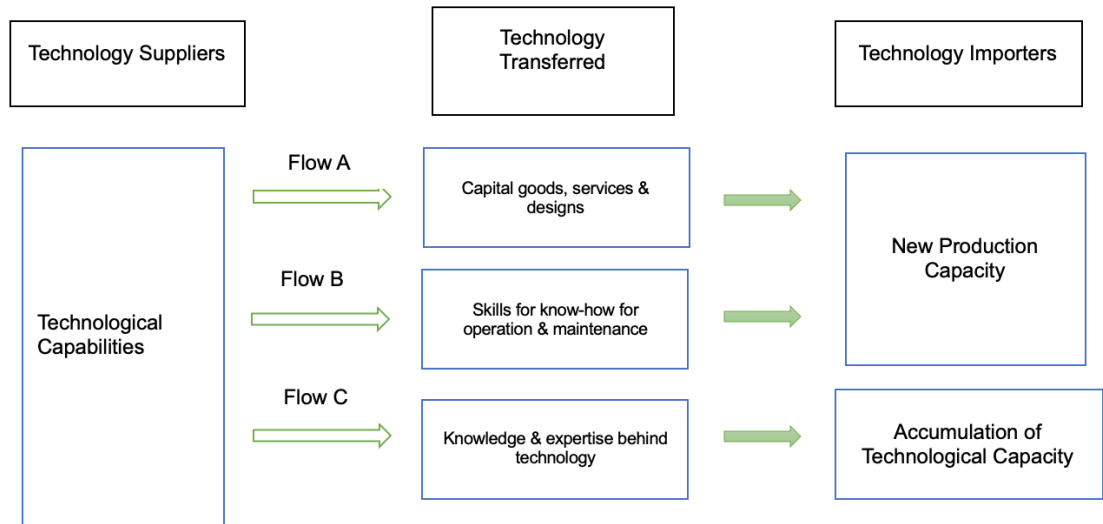 Technology Suppliers
Technology
Transferred
Technology Importers
Flow A
Capital goods, services &
designs
New Production
Capacity
Flow B
Skills for know-how for
operation & maintenance
Technological
Capabilities
Flow C
Knowledge & expertise behind
technology
Accumulation of
Technological Capacity